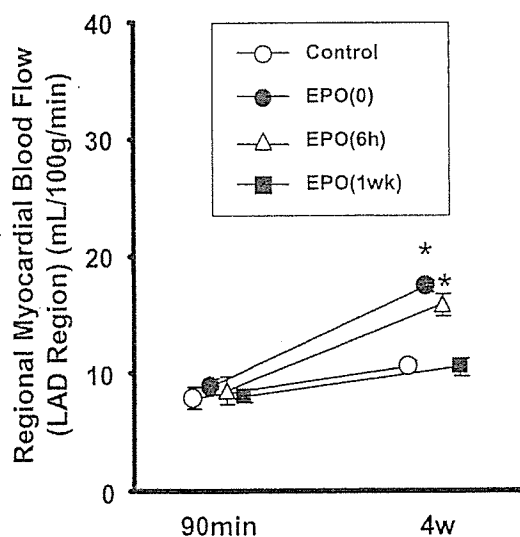 Regional Myocardial Blood Flow
(LAD Region) (mL/100g/min)
40
30
20
10
0
Control
EPO(0)
EPO(6h)
EPO(1wk)
*
*
90min
4w